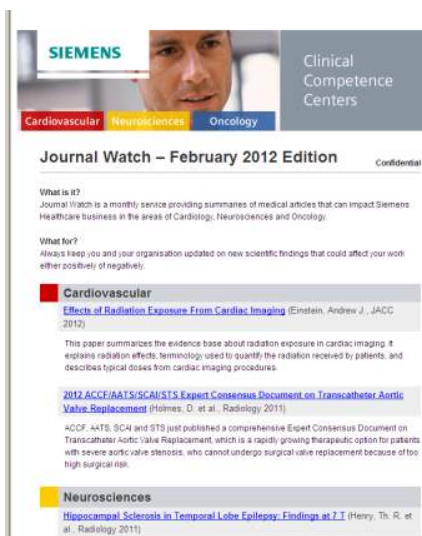 SIEMENS
Clinical
Competence
Centers
Cardiovascular Neurosciences Oncology
Journal Watch – February 2012 Edition Confidential
What is it?
Journal Watch is a monthly service providing summaries of medical articles that can impact Siemens
Healthcare business in the areas of Cardiology, Neurosciences and Oncology.
What for?
Always keep you and your organisation updated on new scientific findings that could affect your work
either positively of negatively.
Cardiovascular
Effects of Radiation Exposure From Cardiac Imaging (Einstein, Andrew J., JACC
2012)
This paper summarizes the evidence base about radiation exposure in cardiac imaging. It
explains radiation effects, terminology used to quantify the radiation received by patients, and
describes typical doses from cardiac imaging procedures.
2012 ACCF/AATS/SCAI/STS Expert Consensus Document on Transcatheter Aortic
Valve Replacement (Holmes, D. et al., Radiology 2011)
ACCF, AATS, SCAI and STS just published a comprehensive Expert Consensus Document on
Transcatheter Aortic Valve Replacement, which is a rapidly growing therapeutic option for patients
with severe aortic valve stenosis, who cannot undergo surgical valve replacement because of too
high surgical risk.
Neurosciences
Hippocampal Sclerosis in Temporal Lobe Epilepsy: Findings at 7 T (Henry, Th. R. et
al., Radiology 2011)